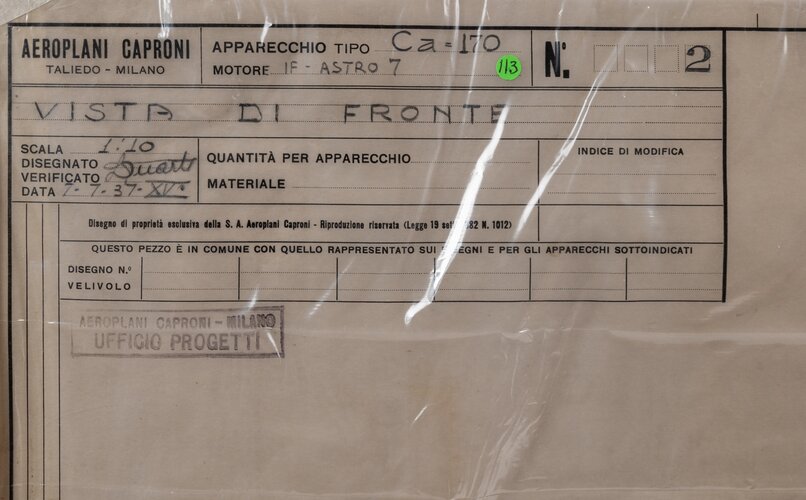 AEROPLANI CAPRONI
TALIEDO - MILANO
APPARECCHIO TIPO Ca-170
MOTORE IF-ASTRO 7
113
N.º 2
VISTA DI FRONTE
SCALA 1:10
DISEGNATO
VERIFICATO
DATA 7-7-37-XVº
QUANTITÀ PER APPARECCHIO
MATERIALE
INDICE DI MODIFICA
Disegno di proprietà esclusiva della S. A. Aeroplani Caproni - Riproduzione riservata (Legge 19 N. 1012)
QUESTO PEZZO È IN COMUNE CON QUELLO RAPPRESENTATO SUI DISEGNI E PER GLI APPARECCHI SOTTOINDICATI
DISEGNO N.º
VELIVOLO
AEROPLANI CAPRONI - MILANO
UFFICIO PROGETTI